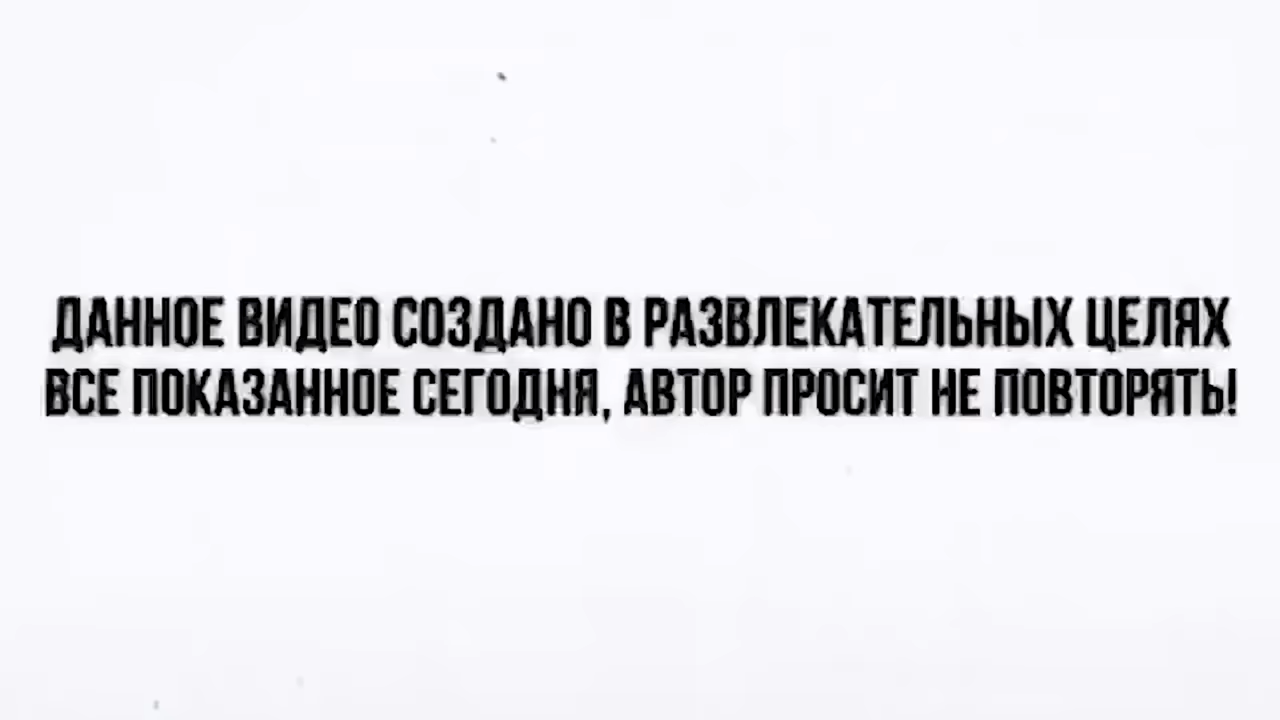 ДАННОЕ ВИДЕО СОЗДАНО В РАЗВЛЕКАТЕЛЬНЫХ ЦЕЛЯХ
ВСЕ ПОКАЗАННОЕ СЕГОДНЯ, АВТОР ПРОСИТ НЕ ПОВТОРЯТЬ!